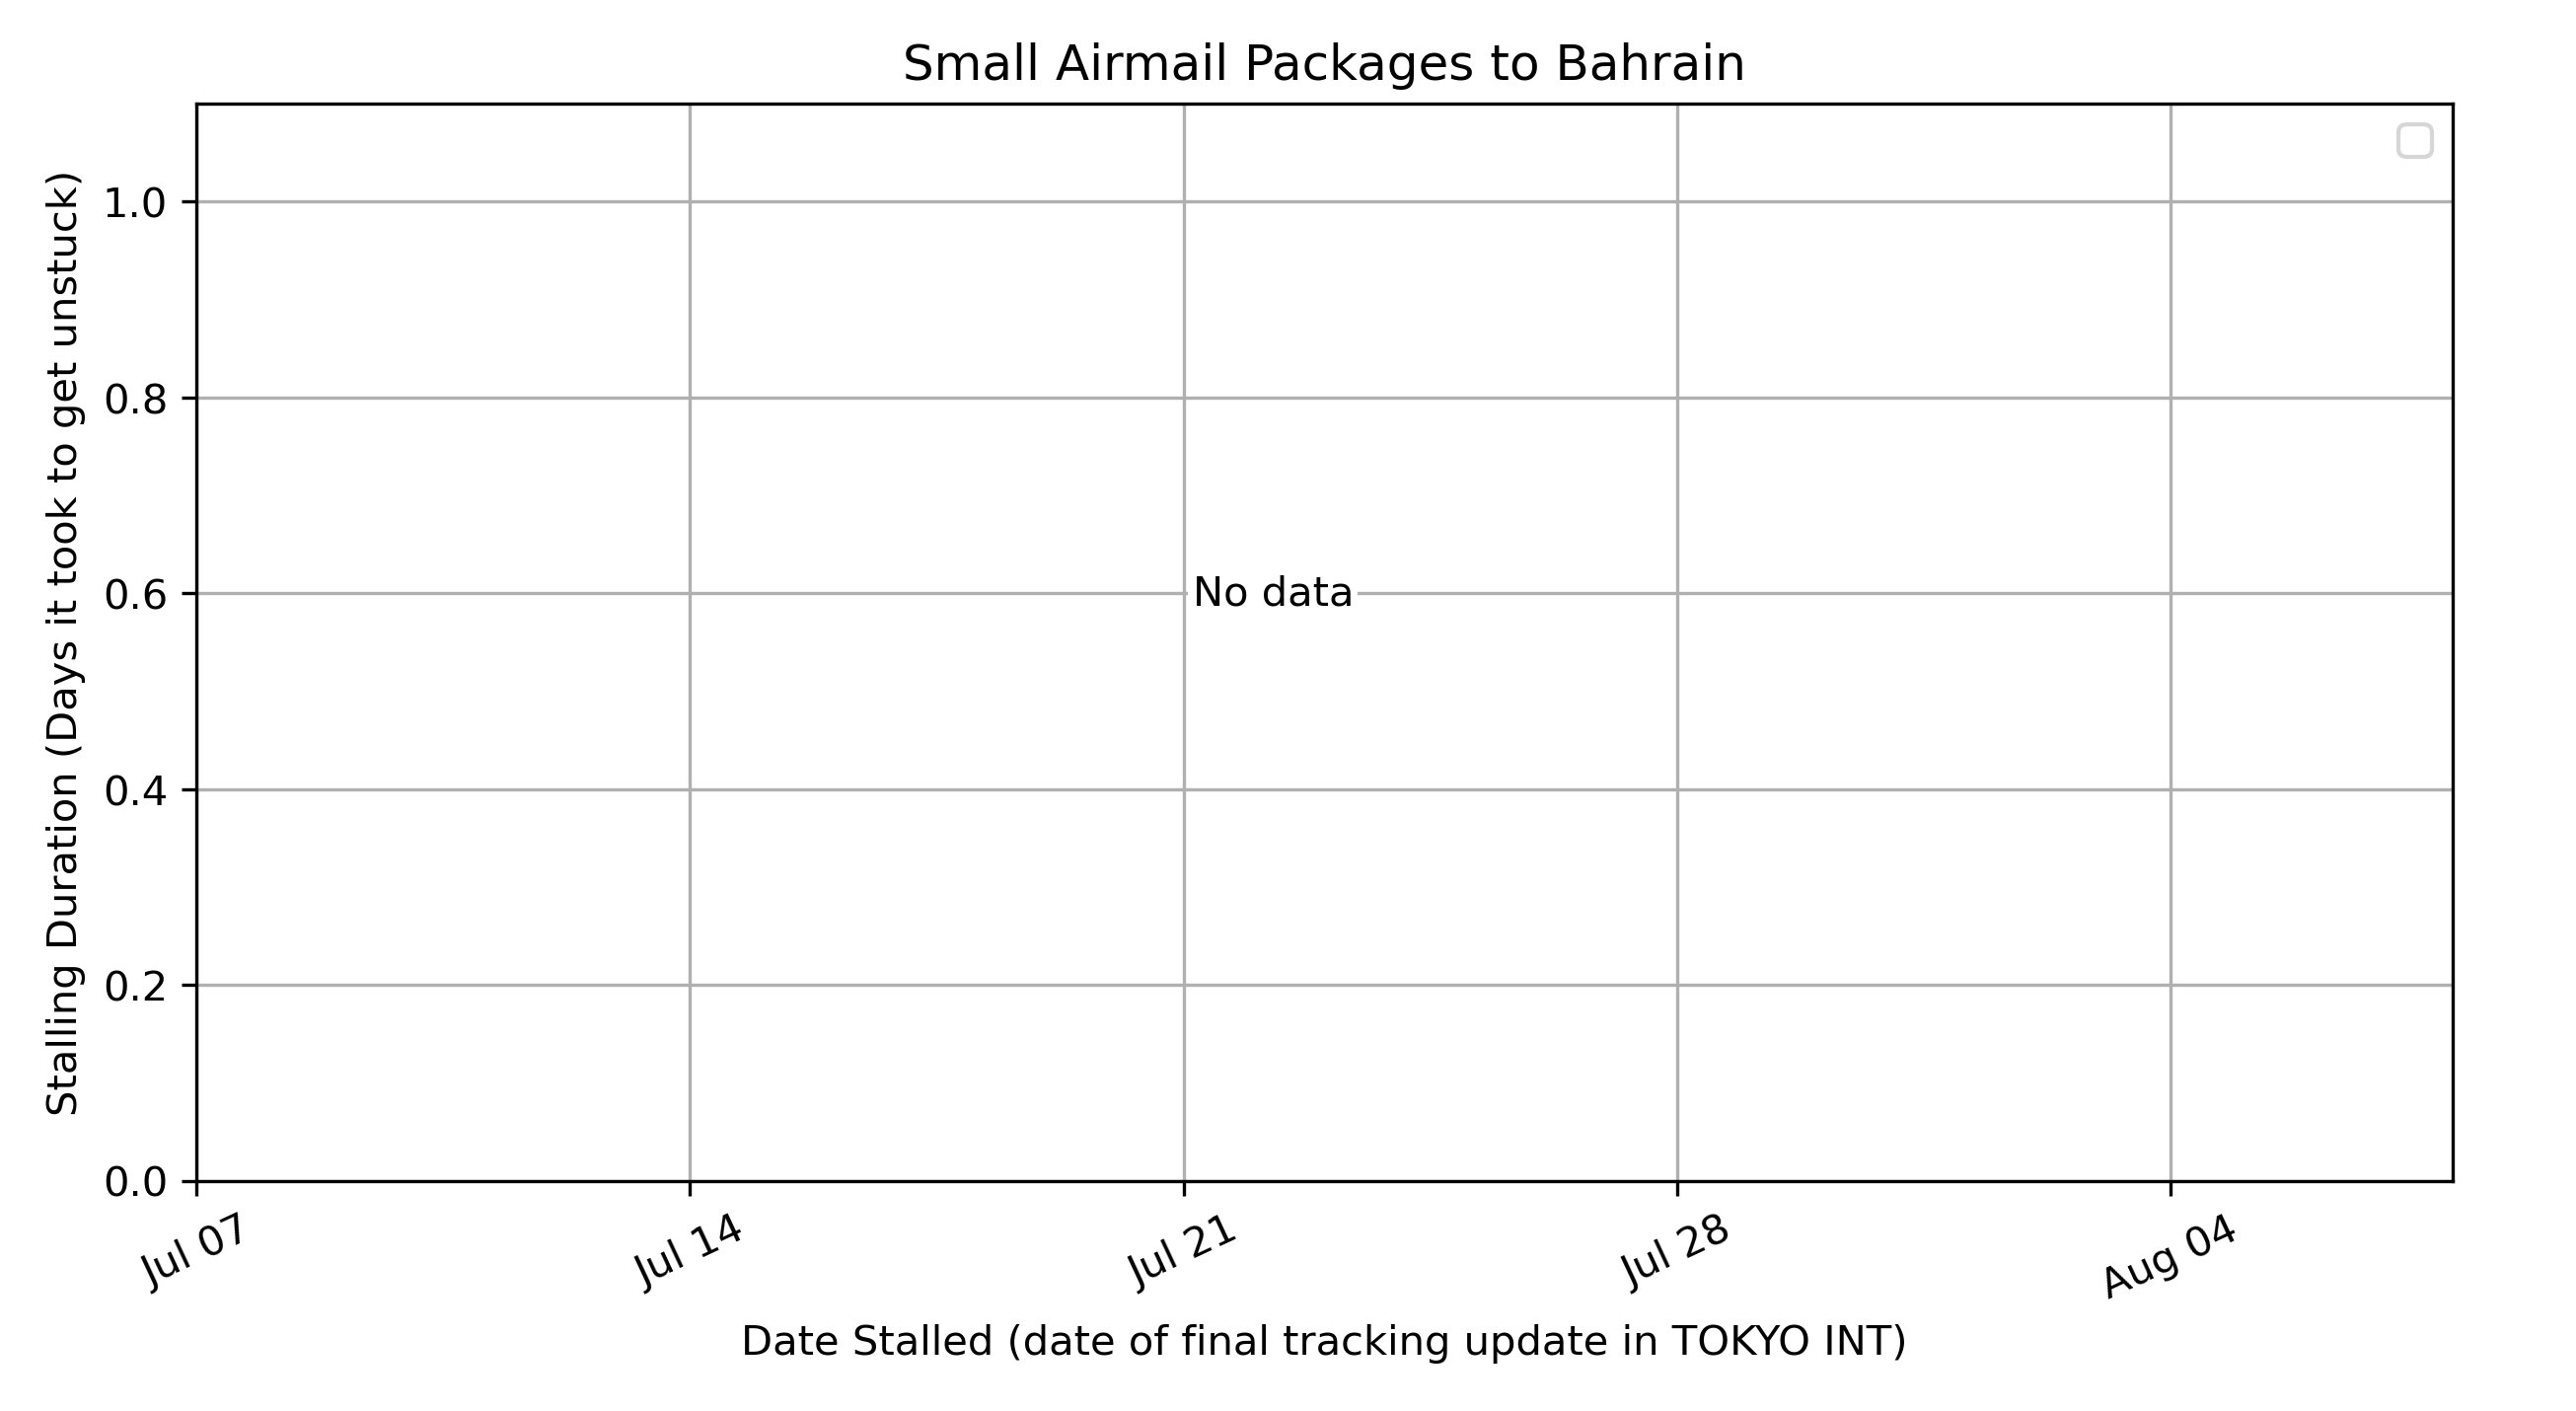 Small Airmail Packages to Bahrain
Stalling Duration (Days it took to get unstuck)
1.0
0.8
0.6
0.4
0.2
0.0
No data
Jul 07
Jul 14
Jul 21
Jul 28
Aug 04
Date Stalled (date of final tracking update in TOKYO INT)